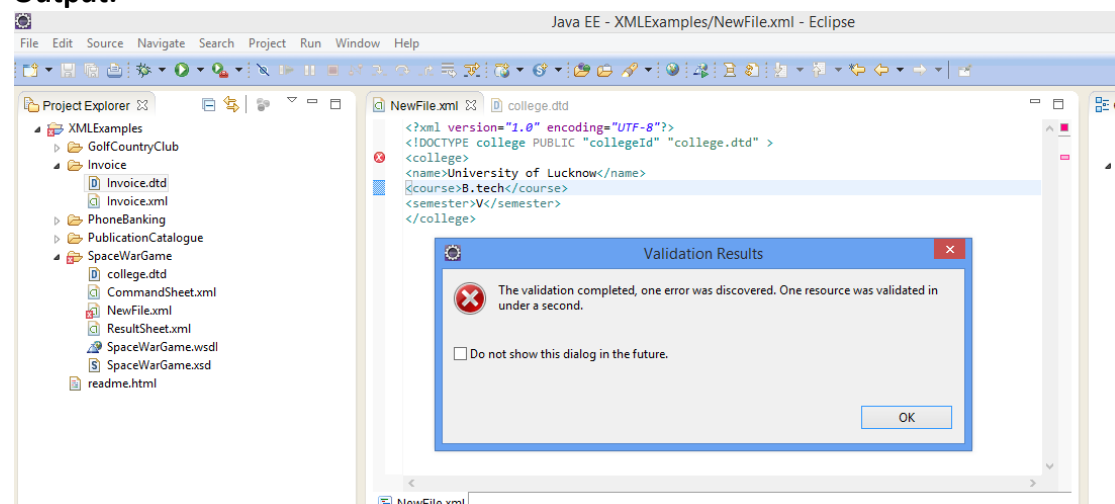 Output:
Java EE - XMLExamples/NewFile.xml - Eclipse
File Edit Source Navigate Search Project Run Window Help
Project Explorer
XMLExamples
GolfCountryClub
Invoice
Invoice.dtd
Invoice.xml
PhoneBanking
PublicationCatalogue
SpaceWarGame
college.dtd
CommandSheet.xml
NewFile.xml
ResultSheet.xml
SpaceWarGame.wsdl
SpaceWarGame.xsd
readme.html
NewFile.xml college.dtd
<?xml version="1.0" encoding="UTF-8"?>
<!DOCTYPE college PUBLIC "collegeId" "college.dtd" >
<college>
<name>University of Lucknow</name>
<course>B.tech</course>
<semester>V</semester>
</college>
Validation Results
The validation completed, one error was discovered. One resource was validated in
under a second.
Do not show this dialog in the future.
OK
NewFile.xml